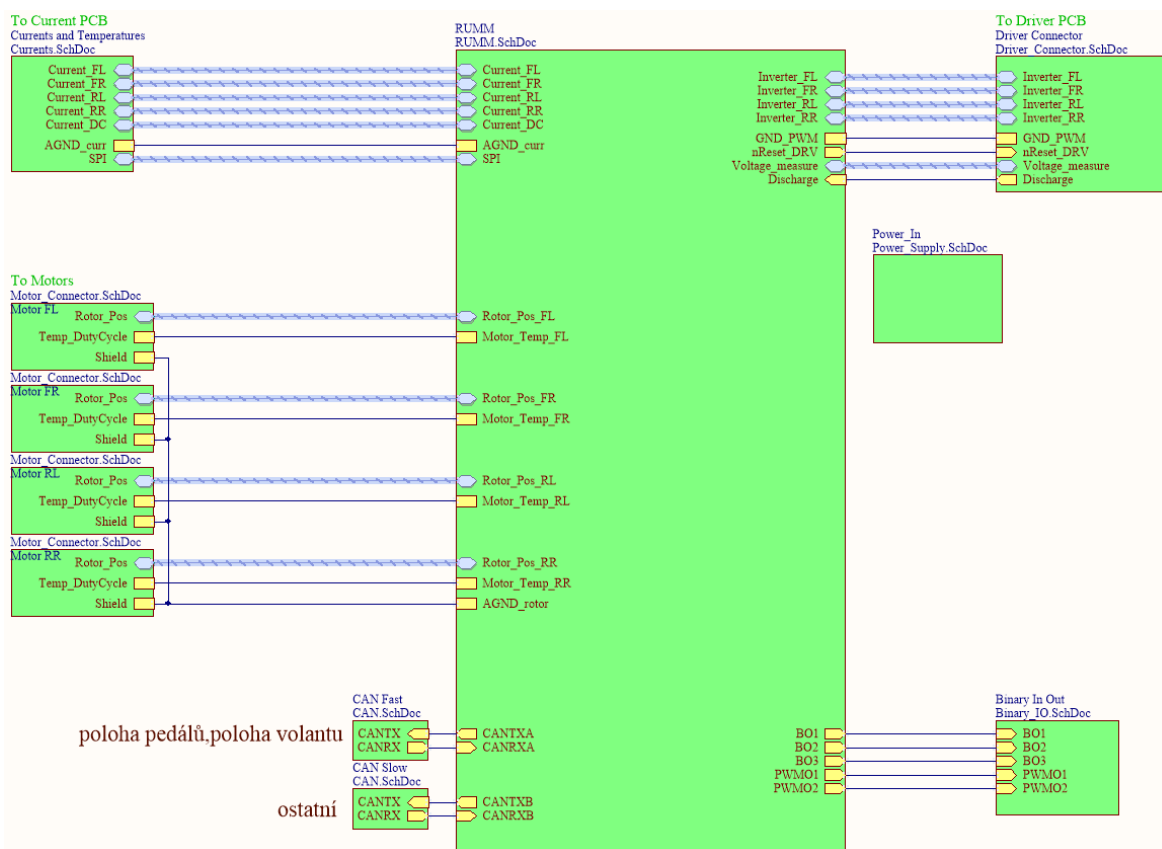 To Current PCB
Currents and Temperatures
Currents.SchDoc
Current_FL
Current_FR
Current_RL
Current_RR
Current_DC
AGND_curr
SPI
RUMM
RUMM.SchDoc
Current_FL
Current_FR
Current_RL
Current_RR
Current_DC
AGND_curr
SPI
Inverter_FL
Inverter_FR
Inverter_RL
Inverter_RR
GND_PWM
nReset_DRV
Voltage_measure
Discharge
To Driver PCB
Driver Connector
Driver_Connector.SchDoc
Inverter_FL
Inverter_FR
Inverter_RL
Inverter_RR
GND_PWM
nReset_DRV
Voltage_measure
Discharge
Power_In
Power_Supply.SchDoc
To Motors
Motor_Connector.SchDoc
Motor FL
Rotor_Pos
Temp_DutyCycle
Shield
Rotor_Pos_FL
Motor_Temp_FL
Motor_Connector.SchDoc
Motor FR
Rotor_Pos
Temp_DutyCycle
Shield
Rotor_Pos_FR
Motor_Temp_FR
Motor_Connector.SchDoc
Motor RL
Rotor_Pos
Temp_DutyCycle
Shield
Rotor_Pos_RL
Motor_Temp_RL
Motor_Connector.SchDoc
Motor RR
Rotor_Pos
Temp_DutyCycle
Shield
Rotor_Pos_RR
Motor_Temp_RR
AGND_rotor
poloha pedálů,poloha volantu
CAN Fast
CAN.SchDoc
CANTX
CANRX
CANTXA
CANRXA
ostatní
CAN Slow
CAN.SchDoc
CANTX
CANRX
CANTXB
CANRXB
BO1
BO2
BO3
PWMO1
PWMO2
Binary In Out
Binary_IO.SchDoc
BO1
BO2
BO3
PWMO1
PWMO2